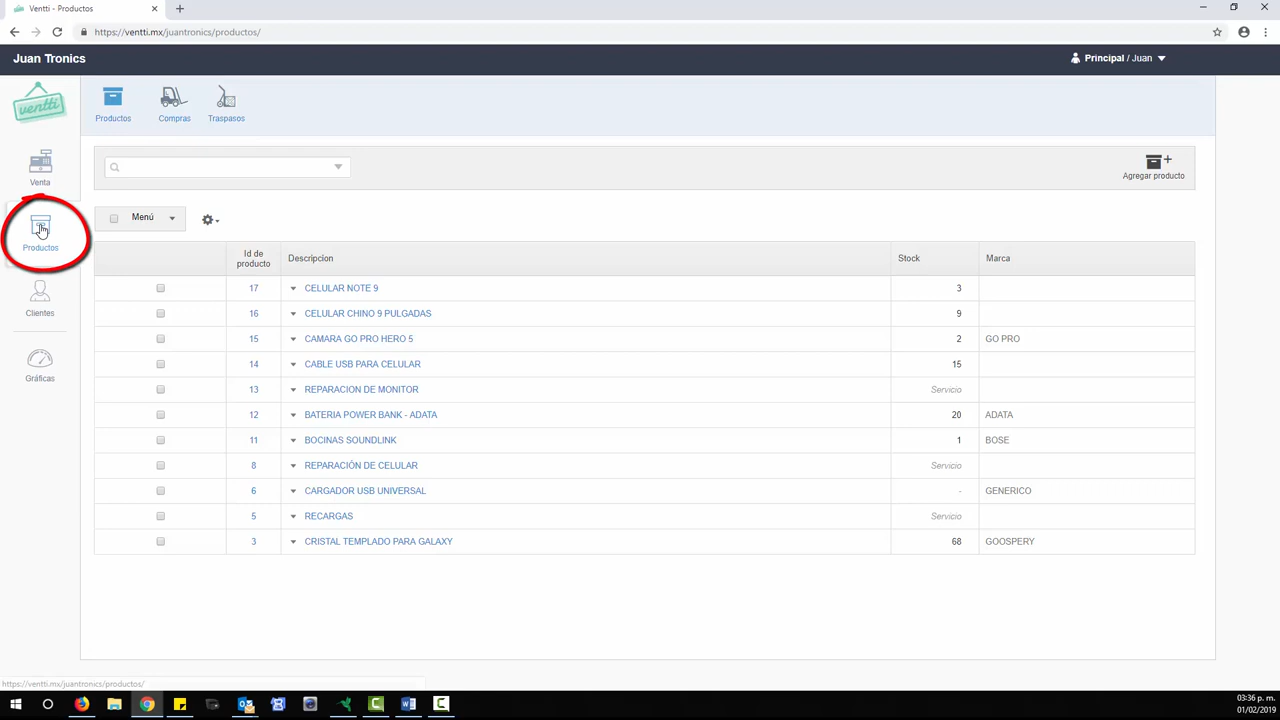 Ventti - Productos
https://ventti.mx/juantronics/productos/
Juan Tronics
Principal / Juan
ventti
Productos
Compras
Traspasos
Venta
Agregar producto
Menú
Productos
Id de
producto
Descripcion
Stock
Marca
17 CELULAR NOTE 9 3
16 CELULAR CHINO 9 PULGADAS 9
15 CAMARA GO PRO HERO 5 2 GO PRO
14 CABLE USB PARA CELULAR 15
13 REPARACION DE MONITOR Servicio
12 BATERIA POWER BANK - ADATA 20 ADATA
11 BOCINAS SOUNDLINK 1 BOSE
8 REPARACIÓN DE CELULAR Servicio
6 CARGADOR USB UNIVERSAL - GENERICO
5 RECARGAS Servicio
3 CRISTAL TEMPLADO PARA GALAXY 68 GOOSPERY
Clientes
Gráficas
https://ventti.mx/juantronics/productos/
03:36 p. m.
01/02/2019